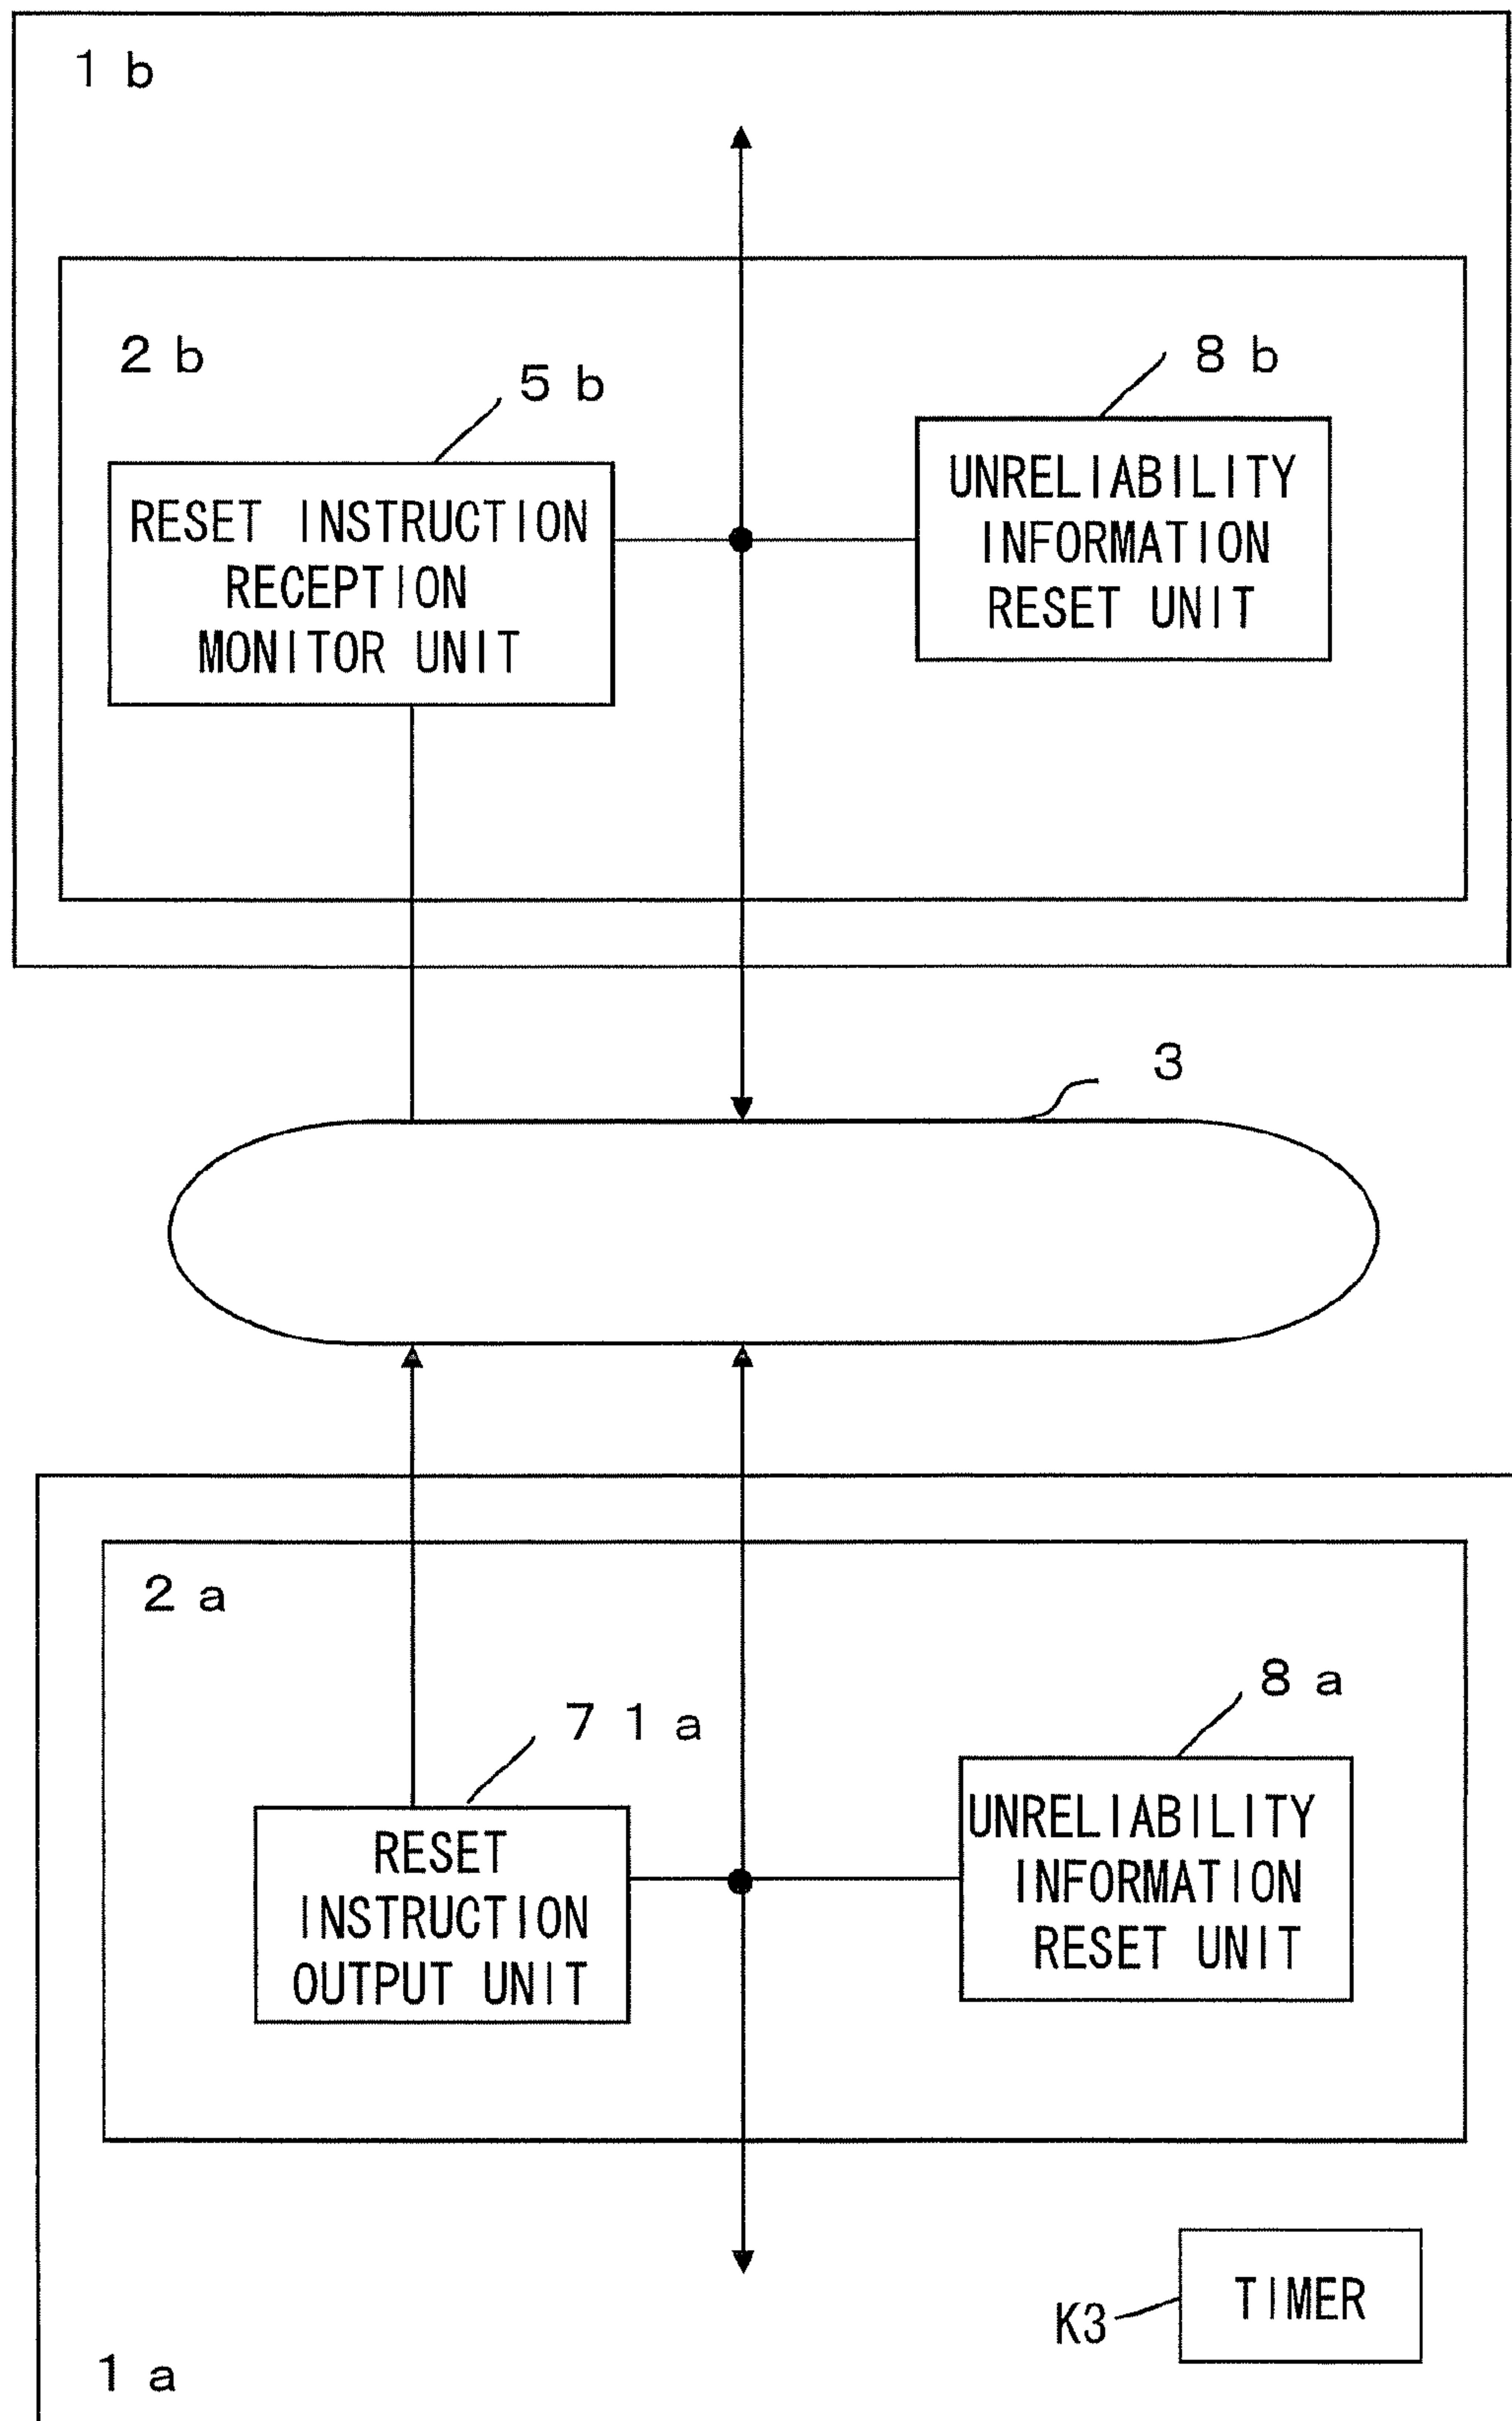 1 b
2 b
5 b
8 b
RESET INSTRUCTION
RECEPTION
MONITOR UNIT
UNRELIABILITY
INFORMATION
RESET UNIT
3
2 a
7 1 a
8 a
RESET
INSTRUCTION
OUTPUT UNIT
UNRELIABILITY
INFORMATION
RESET UNIT
K3
TIMER
1 a